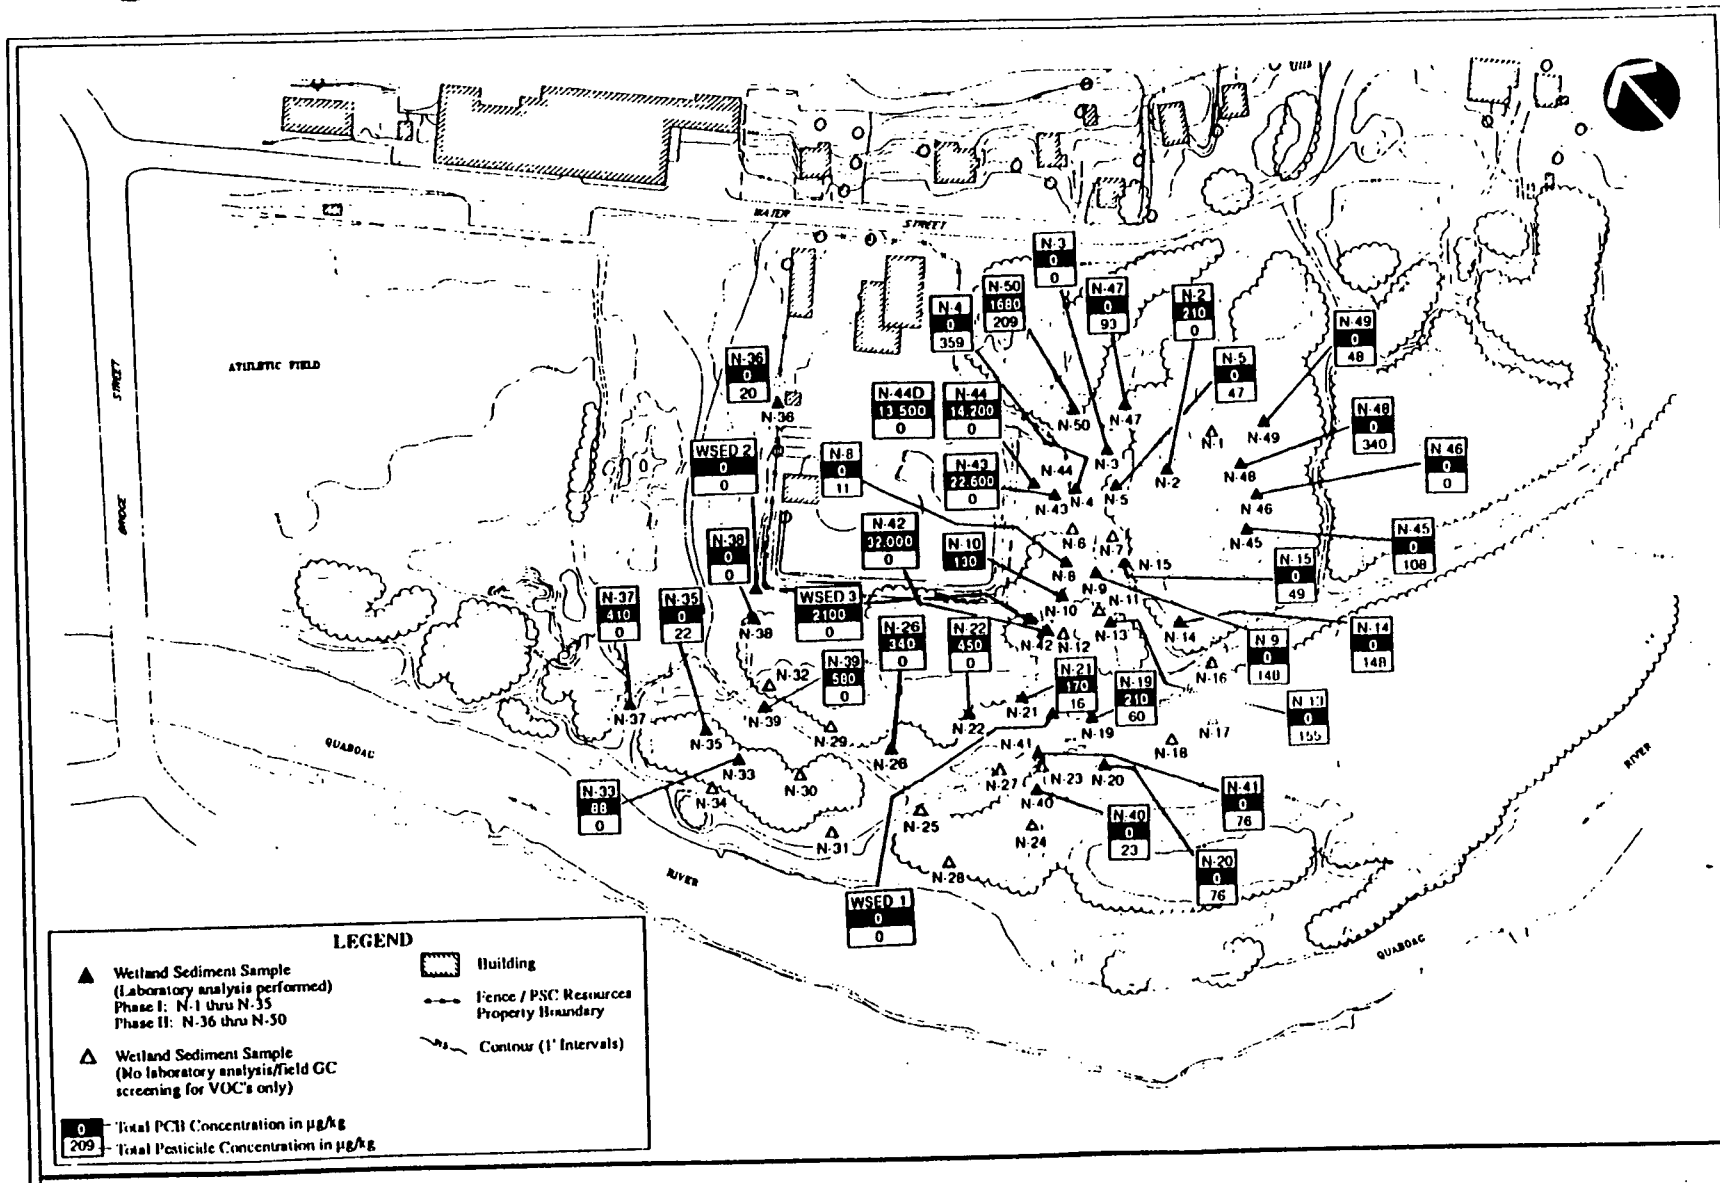 WATER
STREET
ATHLETIC FIELD
STREET
BRIDGE
N-3
0
0
N-50
1680
209
N-47
0
93
N-2
210
0
N-4
0
359
N-49
0
48
N-5
0
47
N-36
0
20
N-36
N-44D
13,500
0
N-44
14,200
0
N-48
0
340
N-50
N-47
N-1
N-49
WSED 2
0
0
N-8
0
11
N-43
22,600
0
N-46
0
0
N-44
N-3
N-43
N-4
N-5
N-2
N-48
N-46
N-45
N-42
32,000
0
N-10
130
N-45
0
108
N-38
0
0
N-6
N-7
N-15
N-15
0
49
N-8
N-9
N-37
410
0
N-35
0
22
WSED 3
2100
0
N-10
N-11
N-26
340
0
N-22
450
0
N-38
N-42
N-12
N-13
N-14
N-9
0
148
N-14
0
148
N-39
580
0
N-32
N-21
170
16
N-19
210
60
N-16
N-13
0
155
N-37
N-39
N-35
N-29
N-26
N-22
N-21
N-19
N-17
N-18
N-41
N-33
N-30
N-34
N-27
N-23
N-20
N-40
N-33
88
0
N-41
0
76
N-31
N-25
N-24
N-28
N-40
0
23
N-20
0
76
WSED 1
0
0
QUABOAG
RIVER
QUABOAG
RIVER
LEGEND
Wetland Sediment Sample
(Laboratory analysis performed)
Phase I: N-1 thru N-35
Phase II: N-36 thru N-50
Wetland Sediment Sample
(No laboratory analysis/field GC
screening for VOC's only)
0 Total PCB Concentration in µg/kg
209 Total Pesticide Concentration in µg/kg
Building
Fence / PSC Resources
Property Boundary
Contour (1' Intervals)